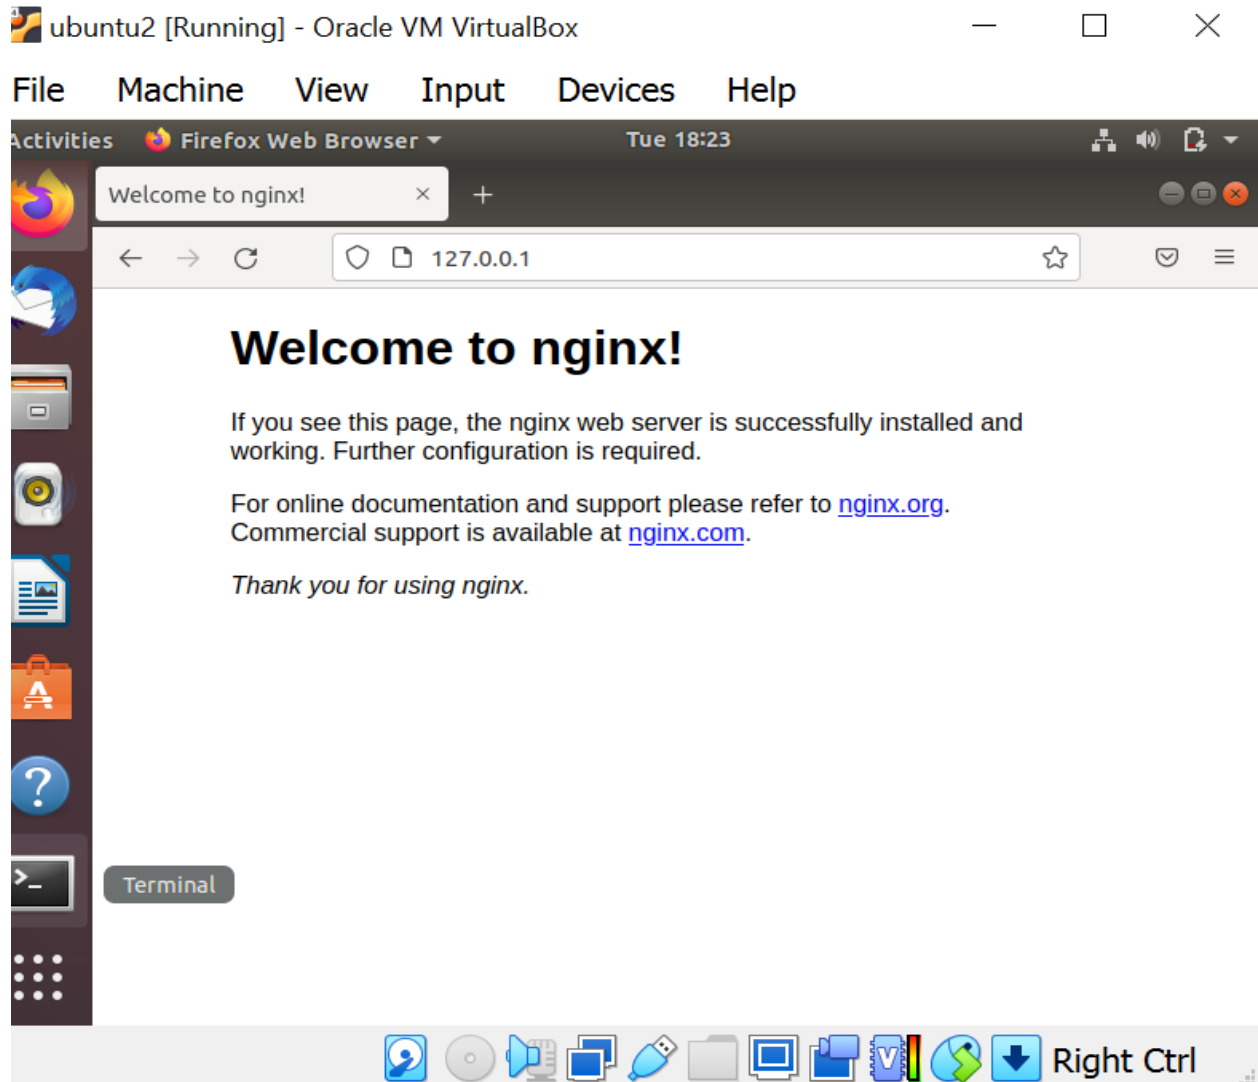 ubuntu2 [Running] - Oracle VM VirtualBox
File Machine View Input Devices Help
Activities Firefox Web Browser Tue 18:23
Welcome to nginx!
127.0.0.1
Welcome to nginx!
If you see this page, the nginx web server is successfully installed and
working. Further configuration is required.
For online documentation and support please refer to nginx.org.
Commercial support is available at nginx.com.
Thank you for using nginx.
Terminal
Right Ctrl